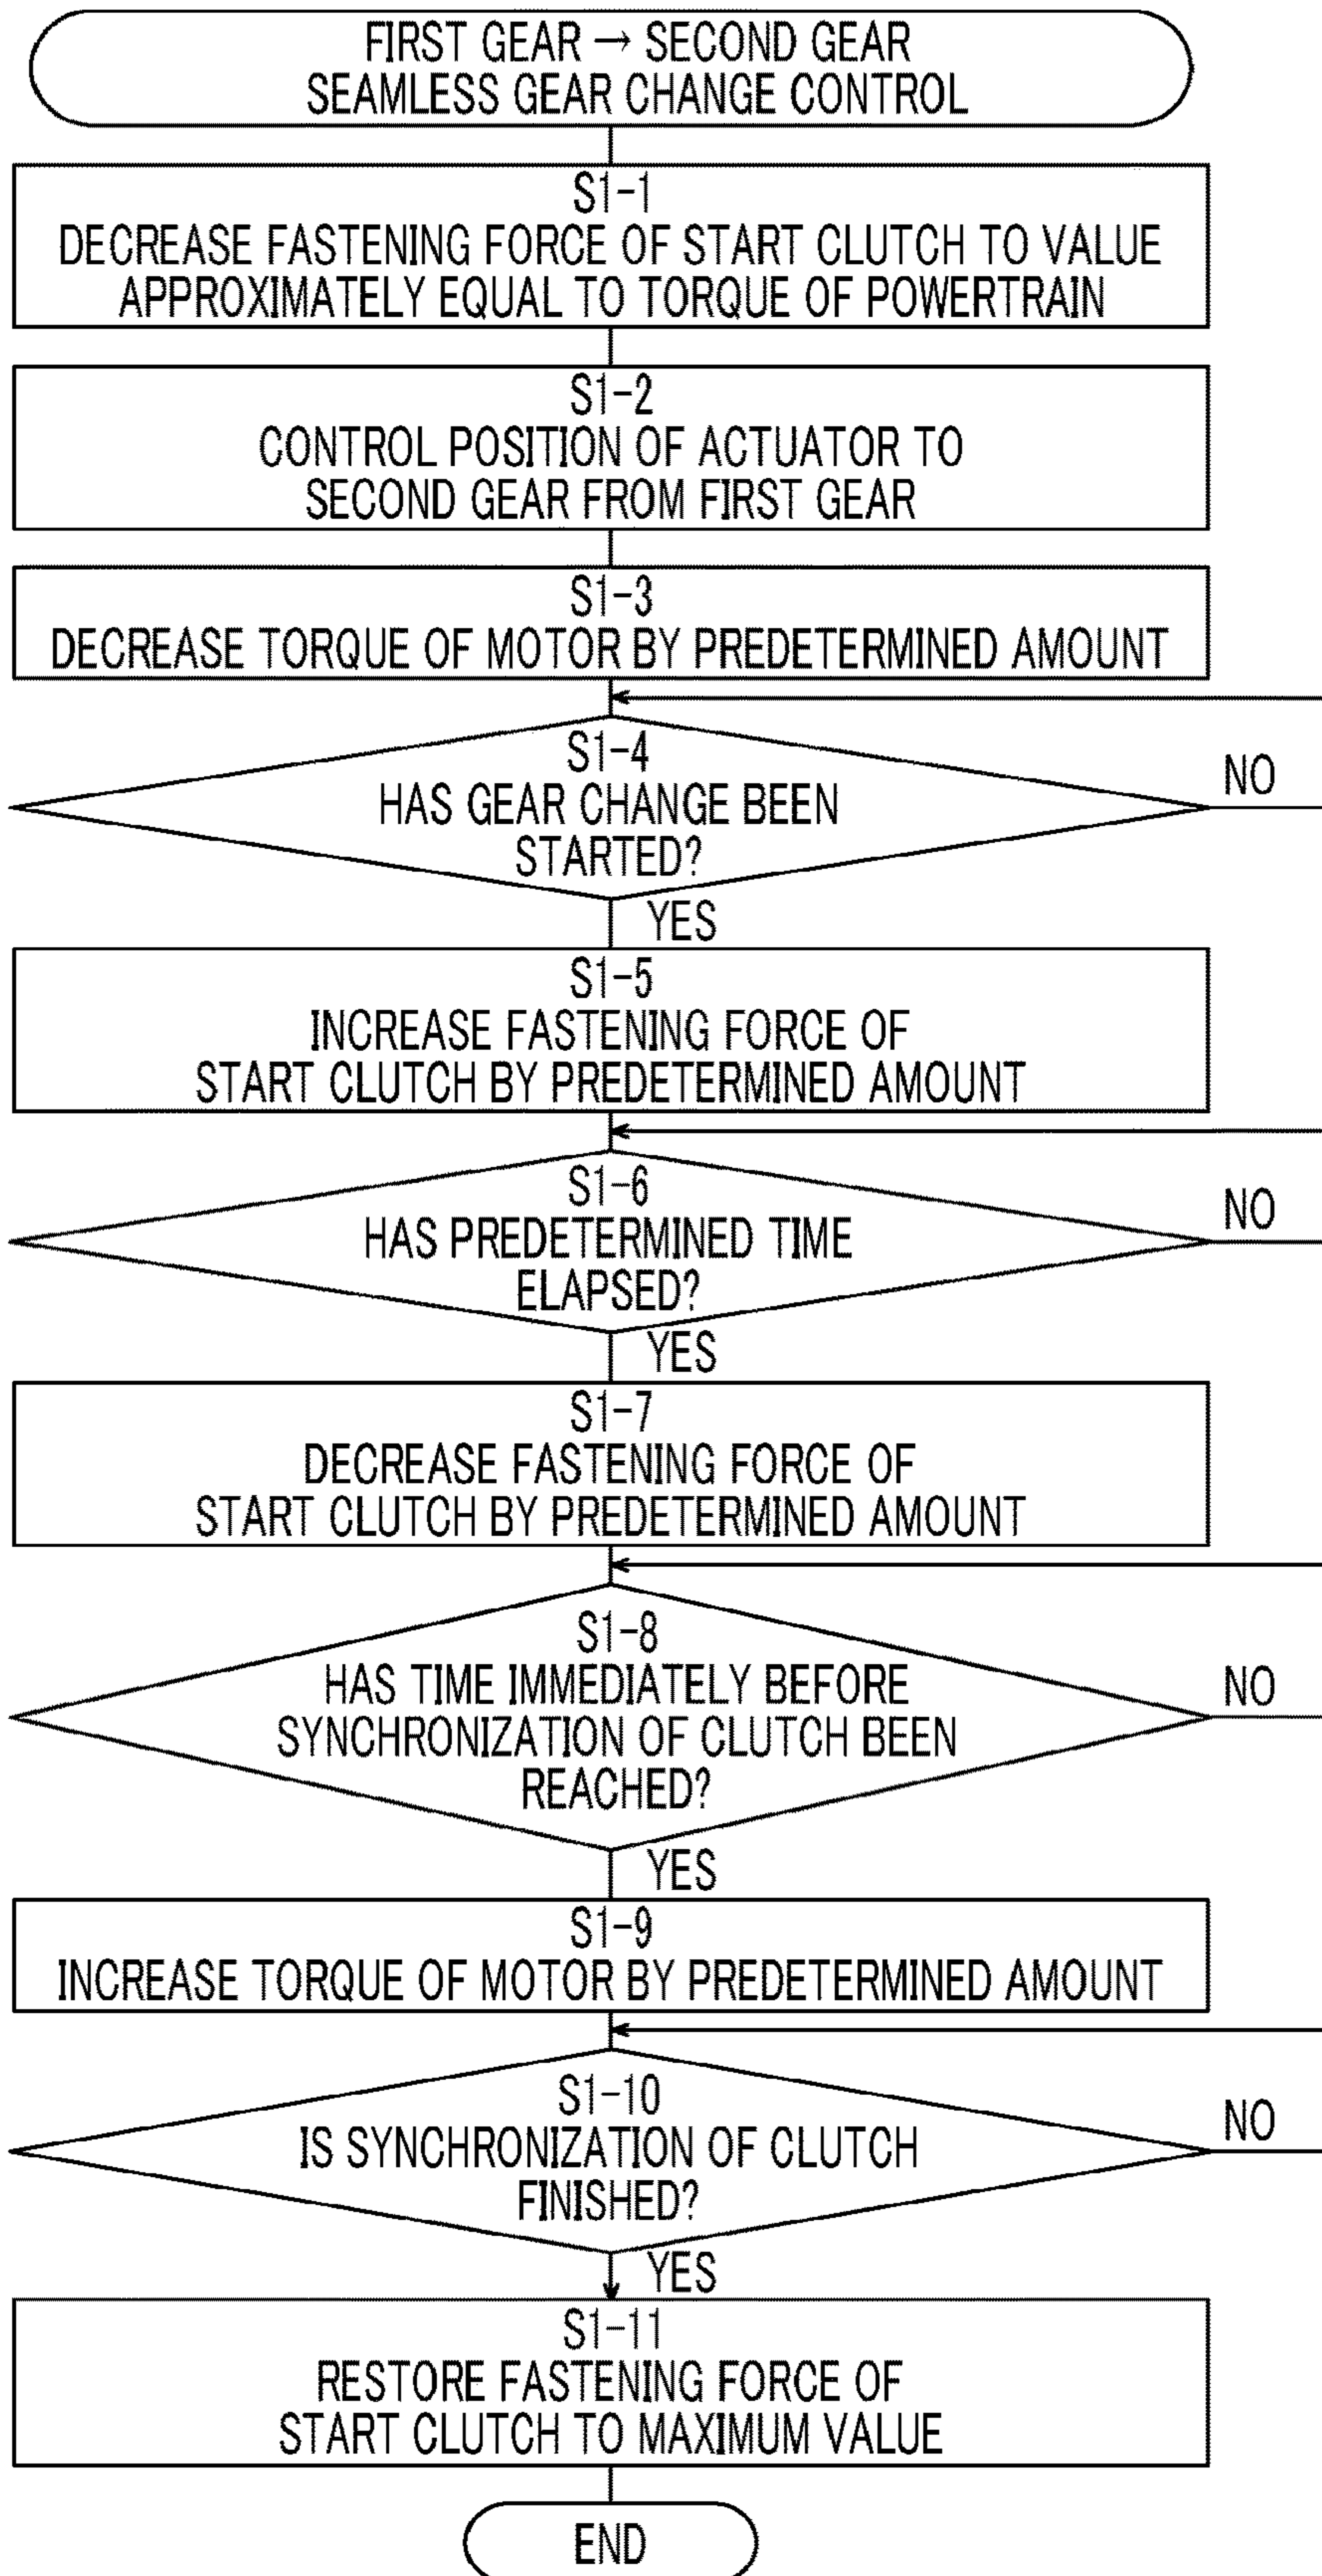 FIRST GEAR → SECOND GEAR
SEAMLESS GEAR CHANGE CONTROL
S1-1
DECREASE FASTENING FORCE OF START CLUTCH TO VALUE
APPROXIMATELY EQUAL TO TORQUE OF POWERTRAIN
S1-2
CONTROL POSITION OF ACTUATOR TO
SECOND GEAR FROM FIRST GEAR
S1-3
DECREASE TORQUE OF MOTOR BY PREDETERMINED AMOUNT
S1-4
HAS GEAR CHANGE BEEN
STARTED?
NO
YES
S1-5
INCREASE FASTENING FORCE OF
START CLUTCH BY PREDETERMINED AMOUNT
S1-6
HAS PREDETERMINED TIME
ELAPSED?
NO
YES
S1-7
DECREASE FASTENING FORCE OF
START CLUTCH BY PREDETERMINED AMOUNT
S1-8
HAS TIME IMMEDIATELY BEFORE
SYNCHRONIZATION OF CLUTCH BEEN
REACHED?
NO
YES
S1-9
INCREASE TORQUE OF MOTOR BY PREDETERMINED AMOUNT
S1-10
IS SYNCHRONIZATION OF CLUTCH
FINISHED?
NO
YES
S1-11
RESTORE FASTENING FORCE OF
START CLUTCH TO MAXIMUM VALUE
END